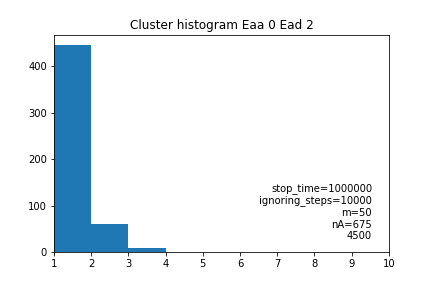 Cluster histogram Eaa 0 Ead 2
400
300
200
100
0
stop_time=1000000
ignoring_steps=10000
m=50
nA=675
4500
1 2 3 4 5 6 7 8 9 10